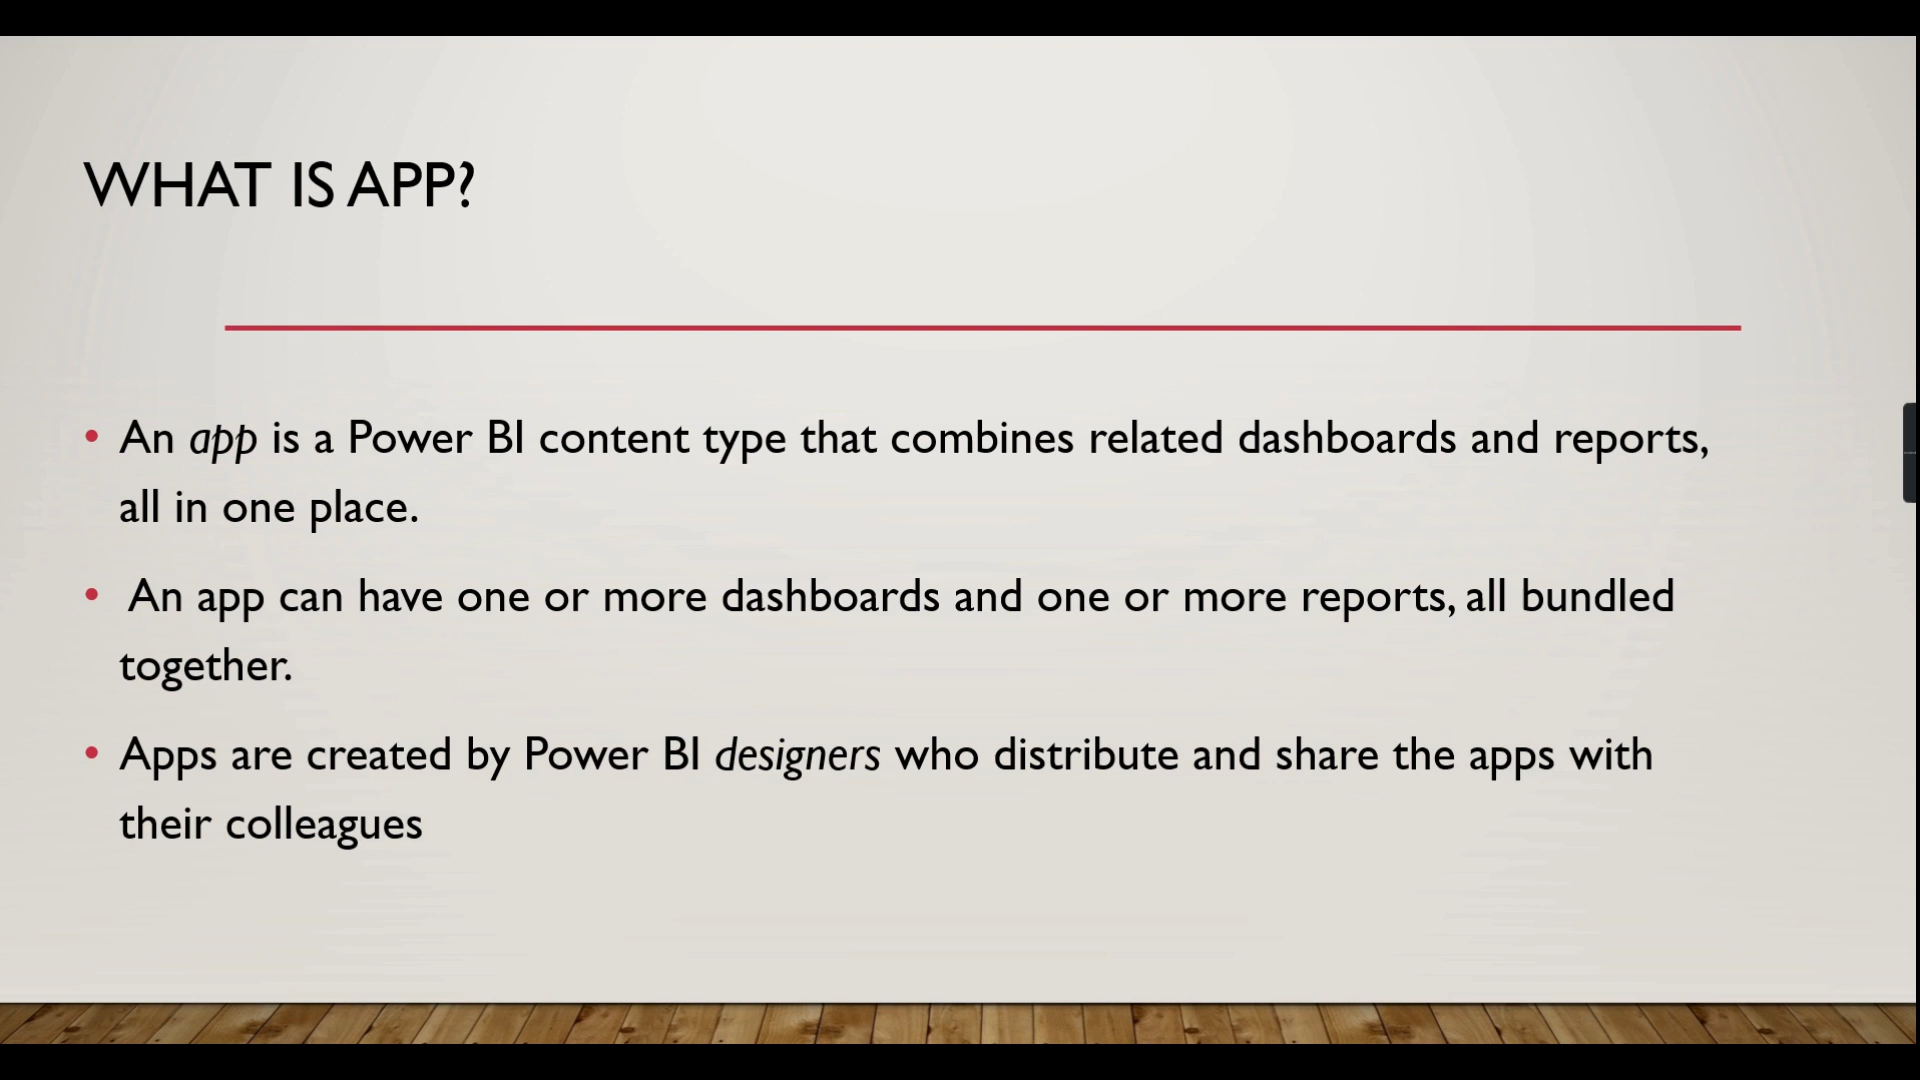 WHAT IS APP?
• An app is a Power BI content type that combines related dashboards and reports,
all in one place.
• An app can have one or more dashboards and one or more reports, all bundled
together.
• Apps are created by Power BI designers who distribute and share the apps with
their colleagues